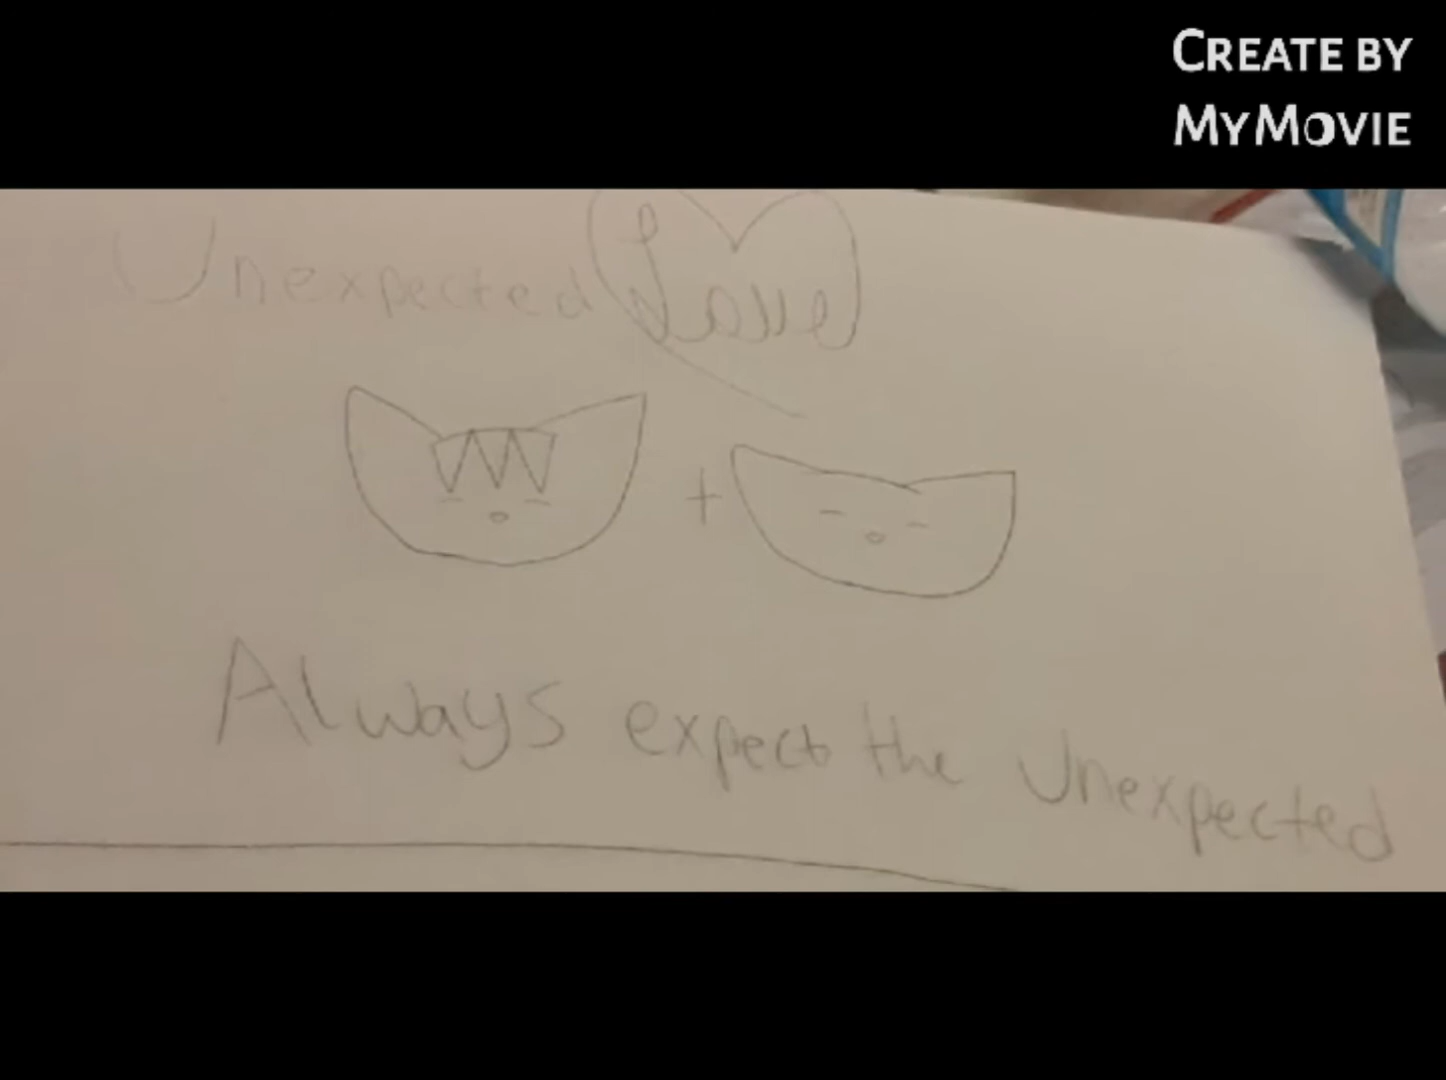 CREATE BY
MYMOVIE
Unexpected Love
+
Always expect the Unexpected